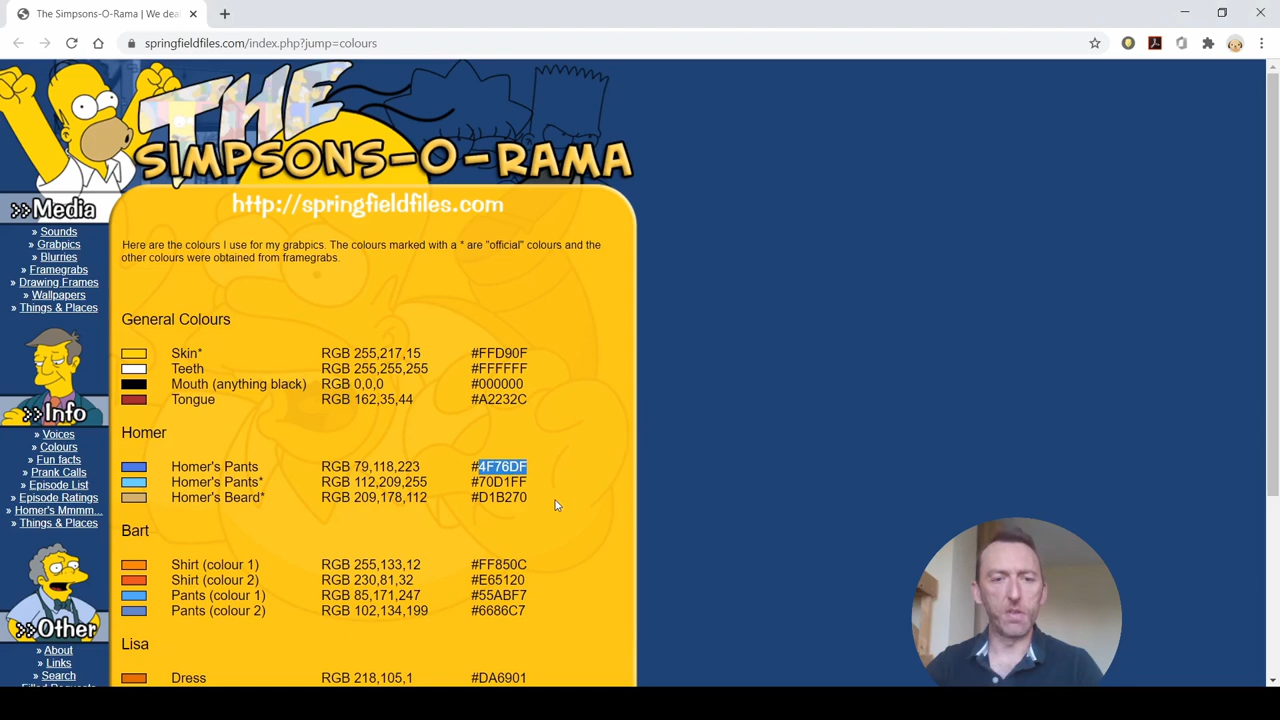 The Simpsons-O-Rama | We deal
springfieldfiles.com/index.php?jump=colours
THE
SIMPSONS-O-RAMA
http://springfieldfiles.com
>>Media
» Sounds
» Grabpics
» Blurries
» Framegrabs
» Drawing Frames
» Wallpapers
» Things & Places
>>Info
» Voices
» Colours
» Fun facts
» Prank Calls
» Episode List
» Episode Ratings
» Homer's Mmmm...
» Things & Places
>>Other
» About
» Links
» Search
Here are the colours I use for my grabpics. The colours marked with a * are "official" colours and the
other colours were obtained from framegrabs.
General Colours
Skin* RGB 255,217,15 #FFD90F
Teeth RGB 255,255,255 #FFFFFF
Mouth (anything black) RGB 0,0,0 #000000
Tongue RGB 162,35,44 #A2232C
Homer
Homer's Pants RGB 79,118,223 #4F76DF
Homer's Pants* RGB 112,209,255 #70D1FF
Homer's Beard* RGB 209,178,112 #D1B270
Bart
Shirt (colour 1) RGB 255,133,12 #FF850C
Shirt (colour 2) RGB 230,81,32 #E65120
Pants (colour 1) RGB 85,171,247 #55ABF7
Pants (colour 2) RGB 102,134,199 #6686C7
Lisa
Dress RGB 218,105,1 #DA6901